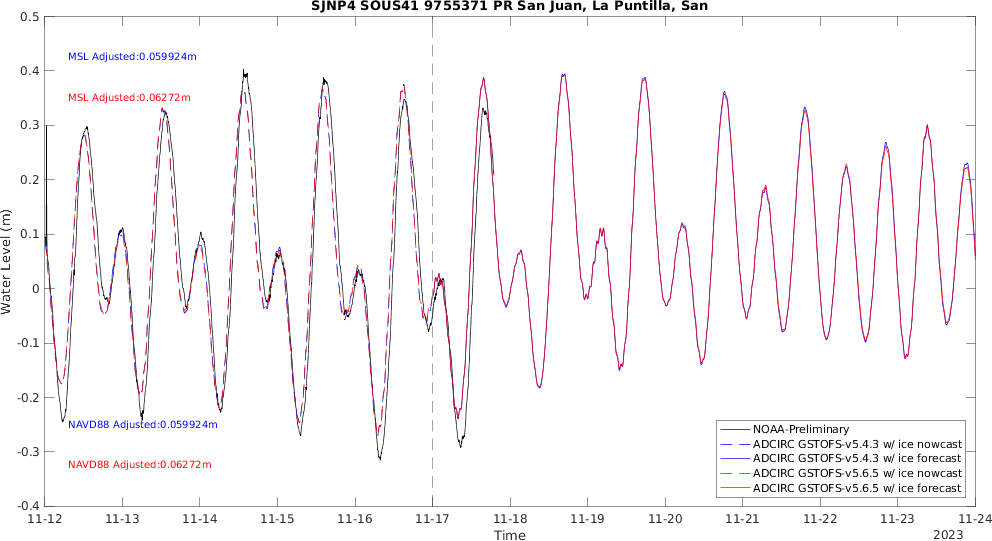 SJNP4 SOUS41 9755371 PR San Juan, La Puntilla, San
0.5
0.4
0.3
0.2
0.1
0
-0.1
-0.2
-0.3
-0.4
Water Level (m)
MSL Adjusted:0.059924m
MSL Adjusted:0.06272m
NAVD88 Adjusted:0.059924m
NAVD88 Adjusted:0.06272m
NOAA-Preliminary
ADCIRC GSTOFS-v5.4.3 w/ ice nowcast
ADCIRC GSTOFS-v5.4.3 w/ ice forecast
ADCIRC GSTOFS-v5.6.5 w/ ice nowcast
ADCIRC GSTOFS-v5.6.5 w/ ice forecast
11-12 11-13 11-14 11-15 11-16 11-17 11-18 11-19 11-20 11-21 11-22 11-23 11-24
Time
2023